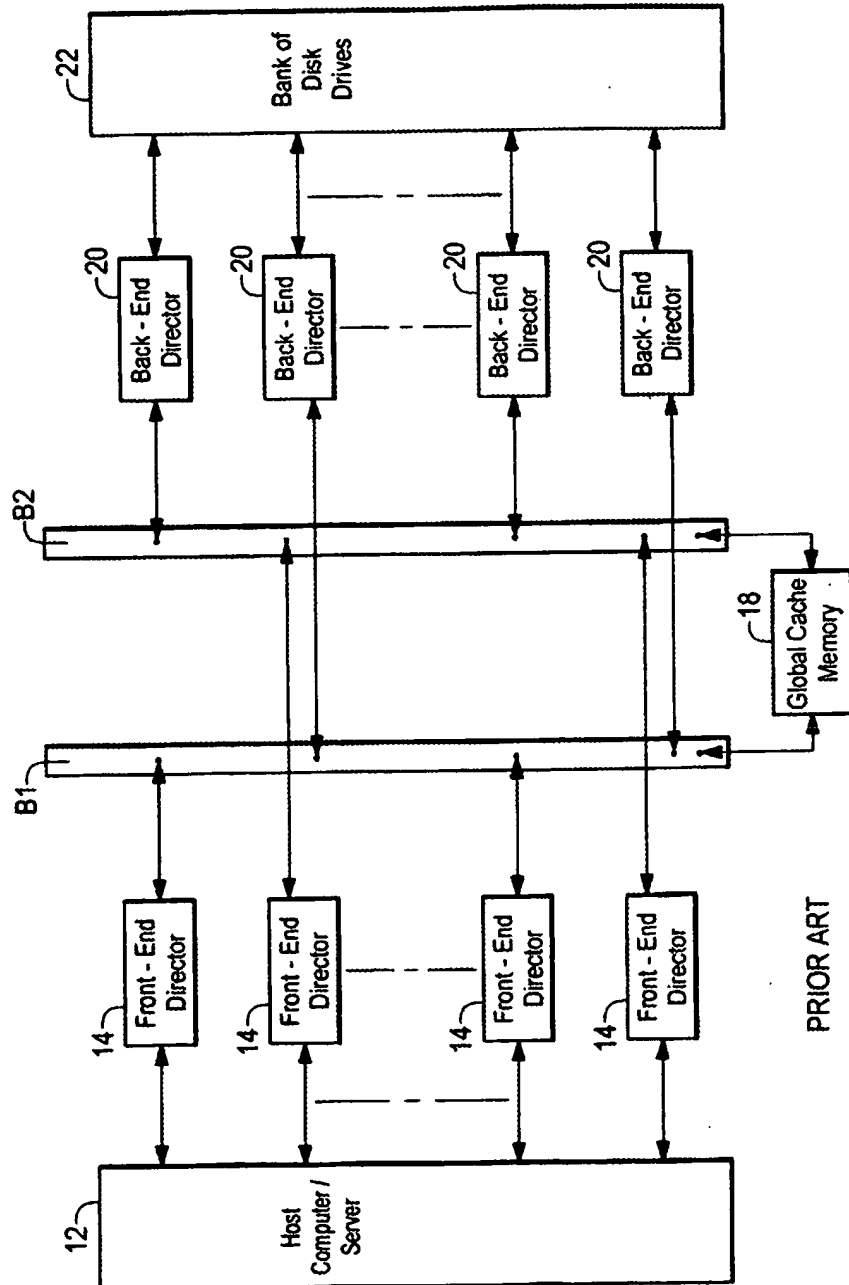 12
Host
Computer /
Server
14
Front - End
Director
14
Front - End
Director
14
Front - End
Director
14
Front - End
Director
PRIOR ART
B1
B2
18
Global Cache
Memory
20
Back - End
Director
20
Back - End
Director
20
Back - End
Director
20
Back - End
Director
22
Bank of
Disk
Drives